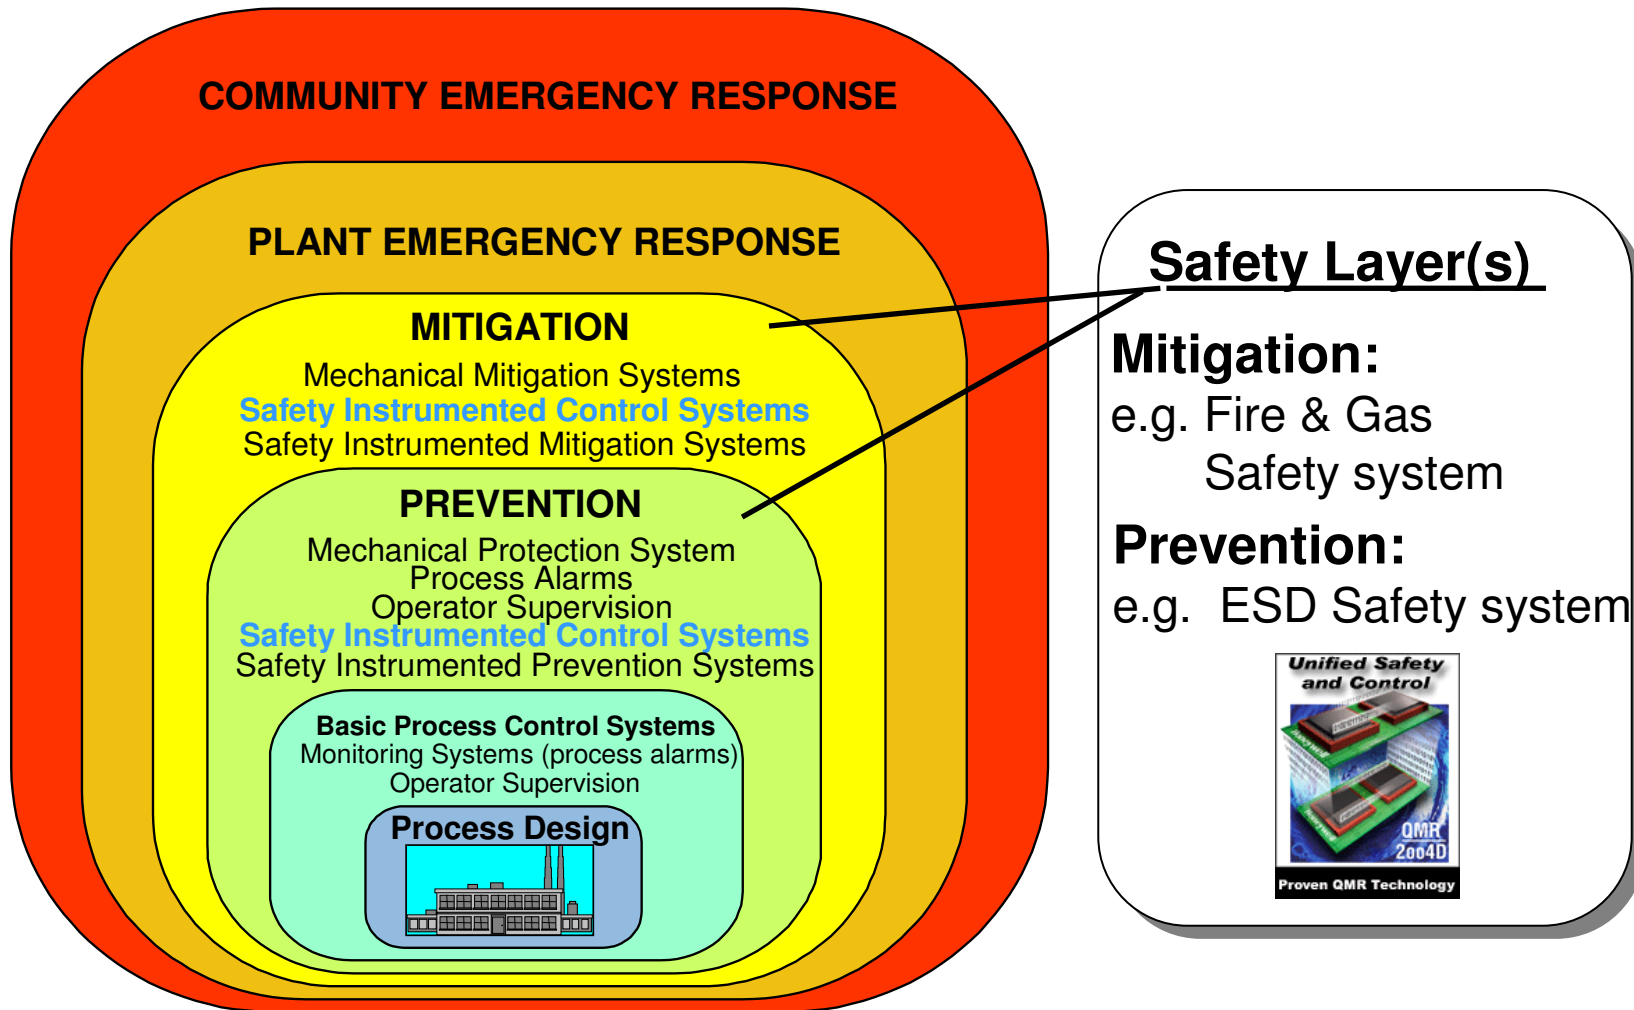 COMMUNITY EMERGENCY RESPONSE
PLANT EMERGENCY RESPONSE
MITIGATION
Mechanical Mitigation Systems
Safety Instrumented Control Systems
Safety Instrumented Mitigation Systems
PREVENTION
Mechanical Protection System
Process Alarms
Operator Supervision
Safety Instrumented Control Systems
Safety Instrumented Prevention Systems
Basic Process Control Systems
Monitoring Systems (process alarms)
Operator Supervision
Process Design
Safety Layer(s)
Mitigation:
e.g. Fire & Gas
Safety system
Prevention:
e.g. ESD Safety system
Unified Safety
and Control
QMR
2oo4D
Proven QMR Technology